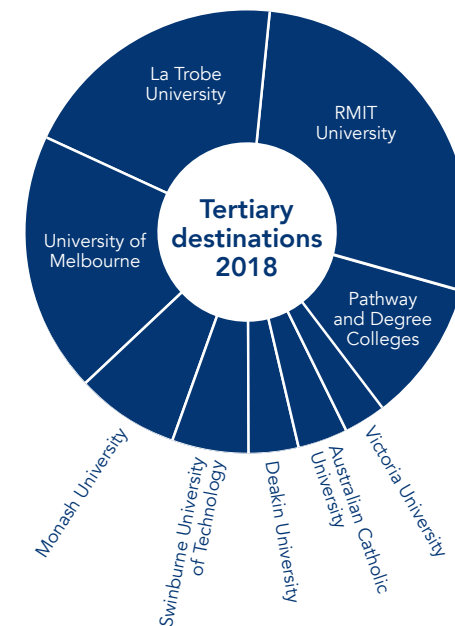 La Trobe
University
RMIT
University
Tertiary
destinations
2018
University of
Melbourne
Pathway
and Degree
Colleges
Monash University
Swinburne University
of Technology
Deakin University
Australian Catholic
University
Victoria University